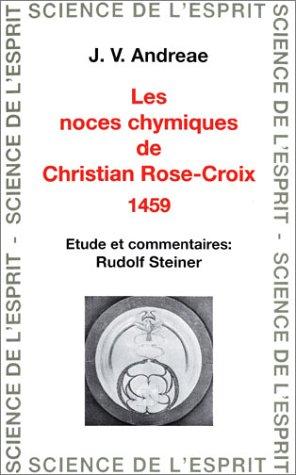 SCIENCE DE L'ESPRIT
J. V. Andreae
Les
noces chymiques
de
Christian Rose-Croix
1459
Etude et commentaires:
Rudolf Steiner
SCIENCE DE L'ESPRIT - SCIENCE DE L'ESPRIT
SCIENCE DE L'ESPRIT - SCIENCE DE L'ESPRIT
SCIENCE DE L'ESPRIT